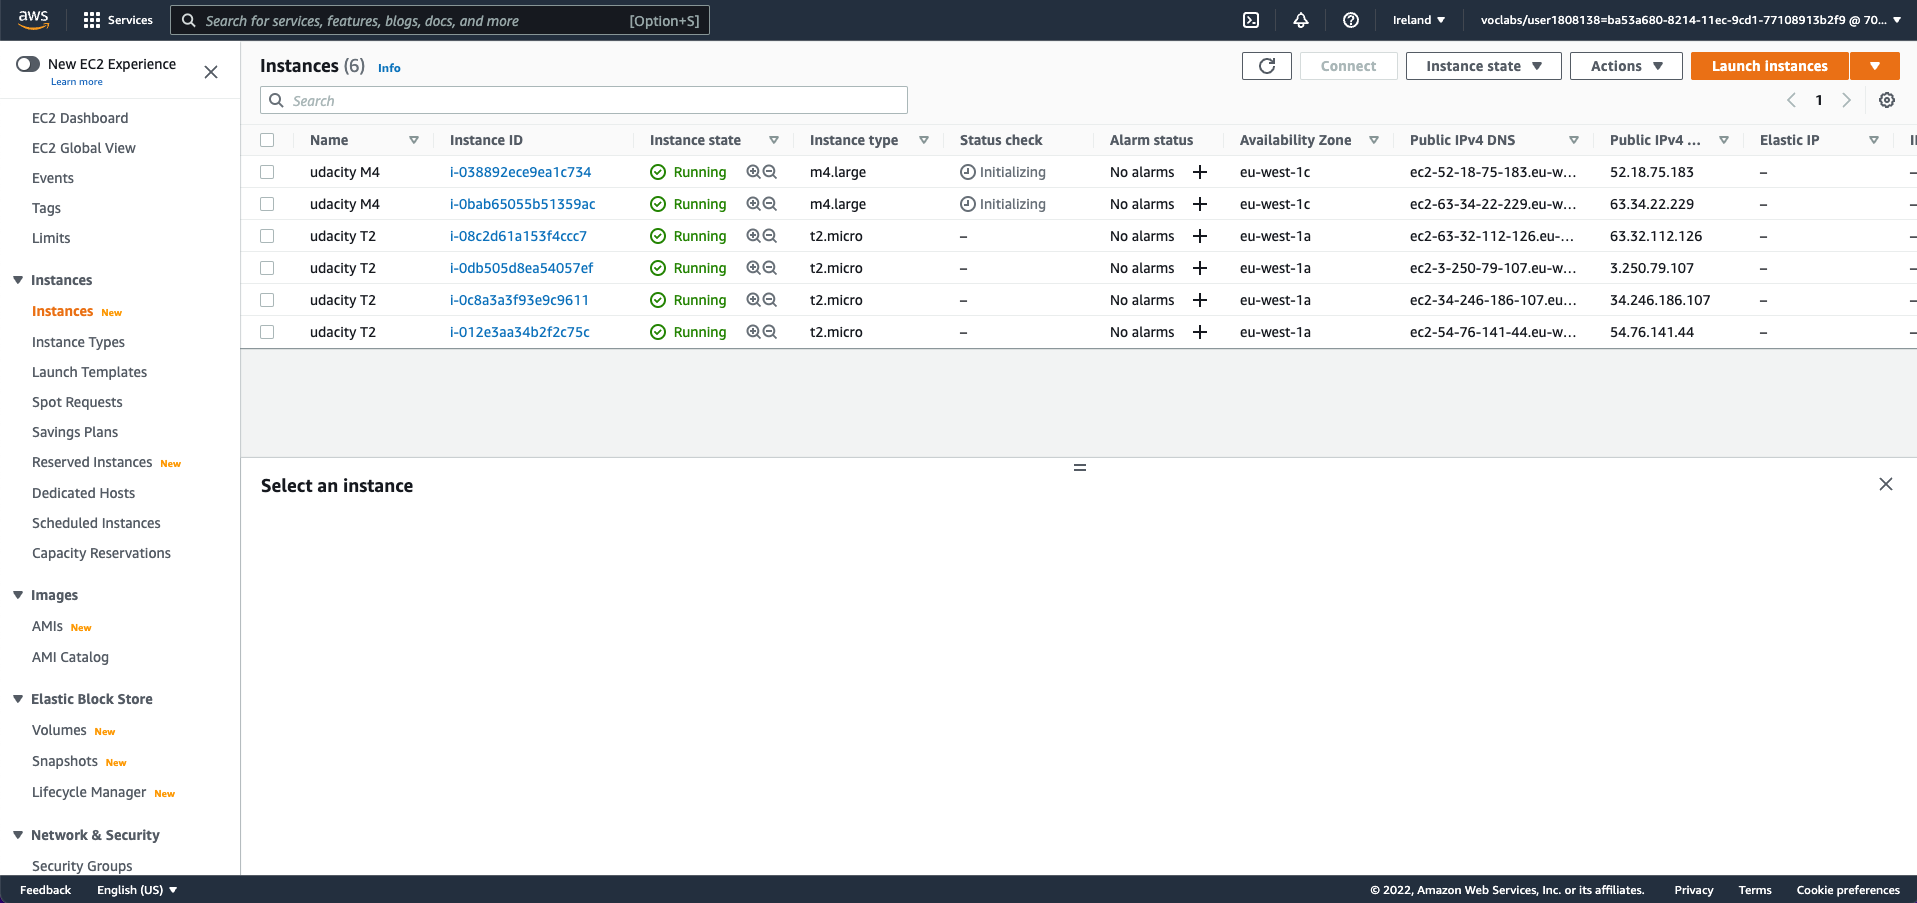 aws Services Search for services, features, blogs, docs, and more [Option+S] Ireland voclabs/user1808138=ba53a680-8214-11ec-9cd1-77108913b2f9 @ 70...
New EC2 Experience
Learn more
EC2 Dashboard
EC2 Global View
Events
Tags
Limits
Instances
Instances New
Instance Types
Launch Templates
Spot Requests
Savings Plans
Reserved Instances New
Dedicated Hosts
Scheduled Instances
Capacity Reservations
Images
AMIs New
AMI Catalog
Elastic Block Store
Volumes New
Snapshots New
Lifecycle Manager New
Network & Security
Security Groups
Instances (6) Info Connect Instance state Actions Launch instances
Search 1
Name Instance ID Instance state Instance type Status check Alarm status Availability Zone Public IPv4 DNS Public IPv4 ... Elastic IP
udacity M4 i-038892ece9ea1c734 Running m4.large Initializing No alarms + eu-west-1c ec2-52-18-75-183.eu-w... 52.18.75.183 –
udacity M4 i-0bab65055b51359ac Running m4.large Initializing No alarms + eu-west-1c ec2-63-34-22-229.eu-w... 63.34.22.229 –
udacity T2 i-08c2d61a153f4ccc7 Running t2.micro – No alarms + eu-west-1a ec2-63-32-112-126.eu-... 63.32.112.126 –
udacity T2 i-0db505d8ea54057ef Running t2.micro – No alarms + eu-west-1a ec2-3-250-79-107.eu-w... 3.250.79.107 –
udacity T2 i-0c8a3a3f93e9c9611 Running t2.micro – No alarms + eu-west-1a ec2-34-246-186-107.eu... 34.246.186.107 –
udacity T2 i-012e3aa34b2f2c75c Running t2.micro – No alarms + eu-west-1a ec2-54-76-141-44.eu-w... 54.76.141.44 –
Select an instance
Feedback English (US) © 2022, Amazon Web Services, Inc. or its affiliates. Privacy Terms Cookie preferences